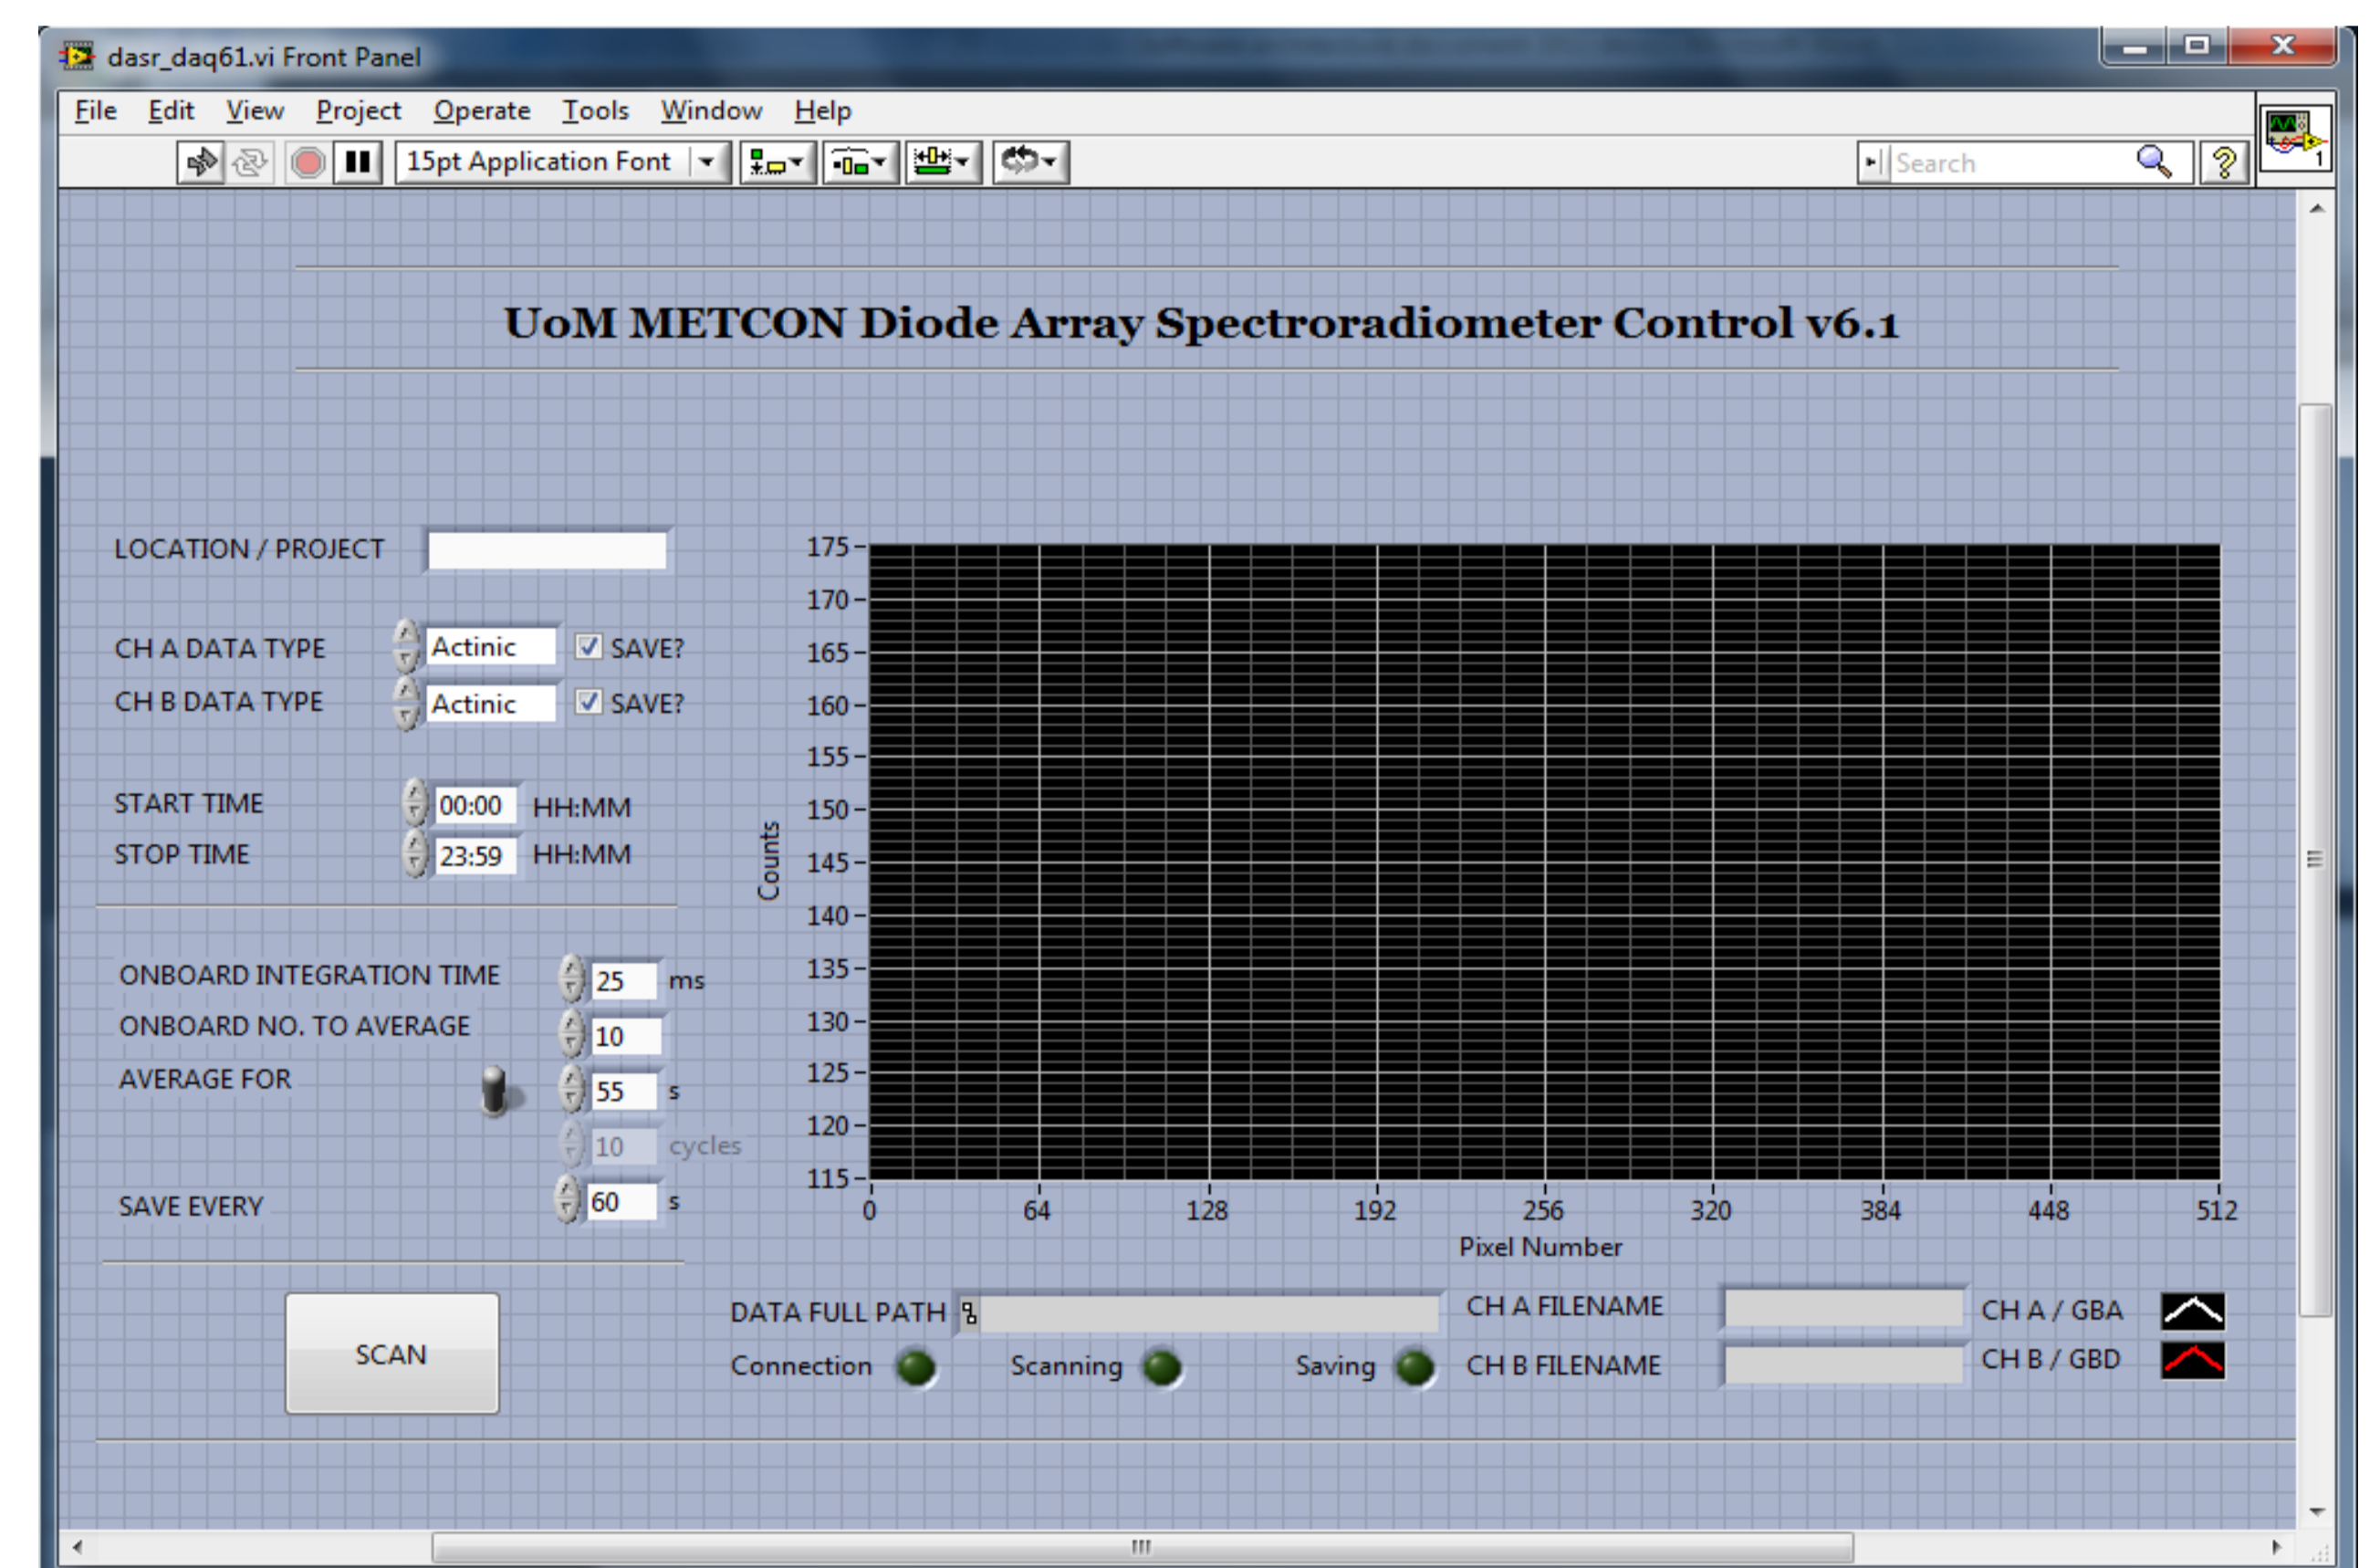 dasr_daq61.vi Front Panel
File Edit View Project Operate Tools Window Help
15pt Application Font
Search
1
UoM METCON Diode Array Spectroradiometer Control v6.1
LOCATION / PROJECT
CH A DATA TYPE Actinic SAVE?
CH B DATA TYPE Actinic SAVE?
START TIME 00:00 HH:MM
STOP TIME 23:59 HH:MM
ONBOARD INTEGRATION TIME 25 ms
ONBOARD NO. TO AVERAGE 10
AVERAGE FOR 55 s
10 cycles
SAVE EVERY 60 s
SCAN
Counts
175
170
165
160
155
150
145
140
135
130
125
120
115
0 64 128 192 256 320 384 448 512
Pixel Number
DATA FULL PATH
Connection Scanning Saving
CH A FILENAME CH A / GBA
CH B FILENAME CH B / GBD